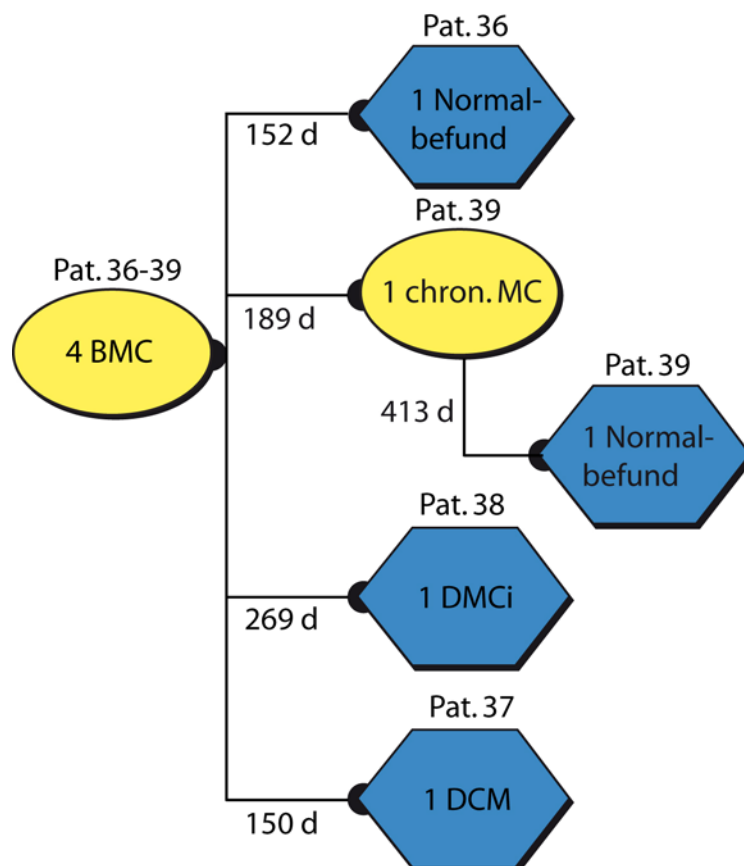 Pat. 36
1 Normal-
befund
152 d
Pat. 39
1 chron. MC
189 d
Pat. 36-39
4 BMC
413 d
Pat. 39
1 Normal-
befund
Pat. 38
1 DMCi
269 d
Pat. 37
1 DCM
150 d